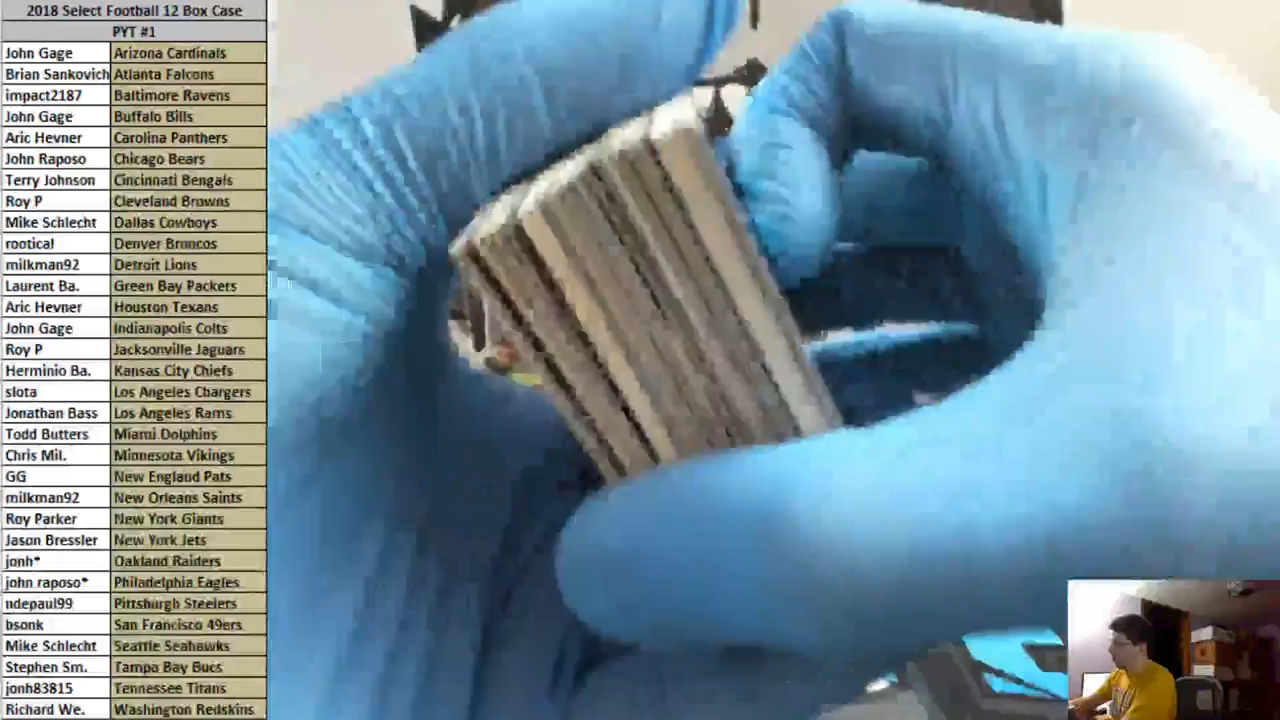 2018 Select Football 12 Box Case
PYT #1
John Gage Arizona Cardinals
Brian Sankovich Atlanta Falcons
impact2187 Baltimore Ravens
John Gage Buffalo Bills
Aric Hevner Carolina Panthers
John Raposo Chicago Bears
Terry Johnson Cincinnati Bengals
Roy P Cleveland Browns
Mike Schlecht Dallas Cowboys
rootical Denver Broncos
milkman92 Detroit Lions
Laurent Ba. Green Bay Packers
Aric Hevner Houston Texans
John Gage Indianapolis Colts
Roy P Jacksonville Jaguars
Herminio Ba. Kansas City Chiefs
slota Los Angeles Chargers
Jonathan Bass Los Angeles Rams
Todd Butters Miami Dolphins
Chris Mil. Minnesota Vikings
GG New England Pats
milkman92 New Orleans Saints
Roy Parker New York Giants
Jason Bressler New York Jets
jonh* Oakland Raiders
john raposo* Philadelphia Eagles
ndepaul99 Pittsburgh Steelers
bsonk San Francisco 49ers
Mike Schlecht Seattle Seahawks
Stephen Sm. Tampa Bay Bucs
jonh83815 Tennessee Titans
Richard We. Washington Redskins